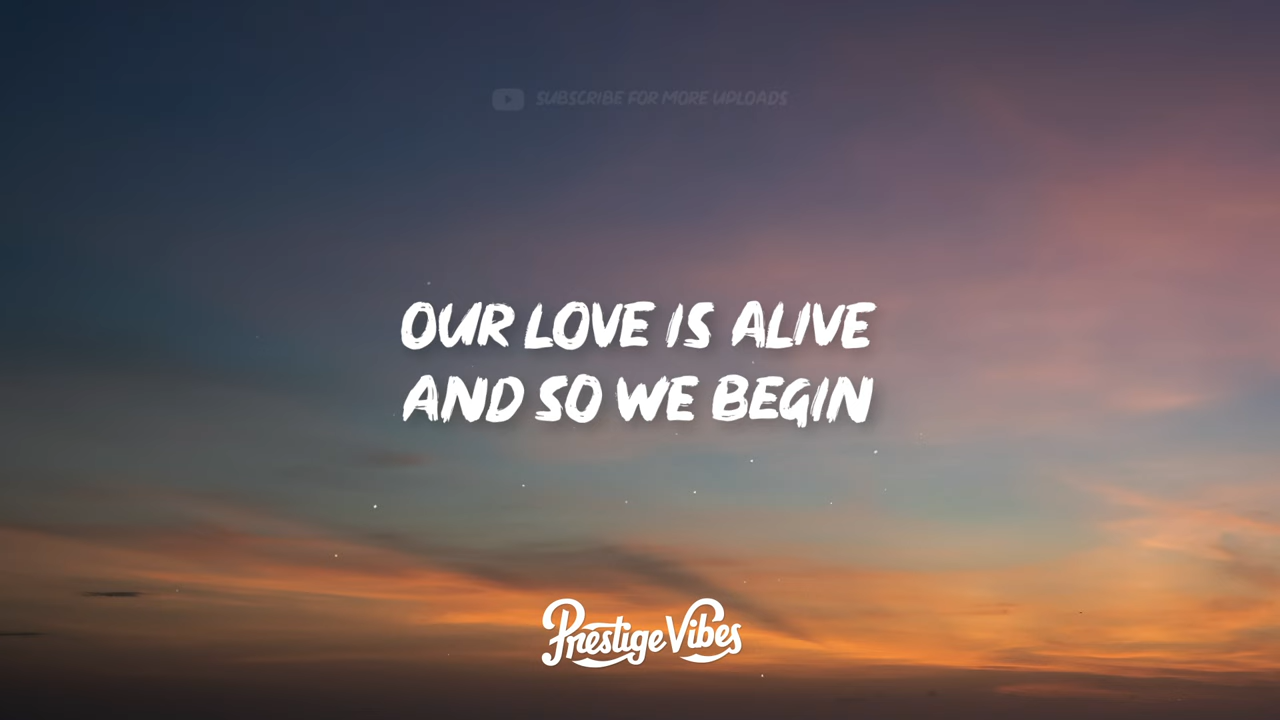 SUBSCRIBE FOR MORE UPLOADS
OUR LOVE IS ALIVE
AND SO WE BEGIN
Prestige Vibes